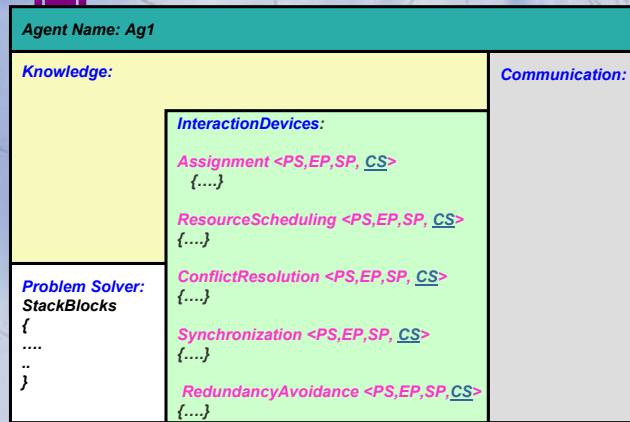 Agent Name: Ag1
Knowledge:
Communication:
InteractionDevices:
Assignment <PS,EP,SP, CS>
{....}
ResourceScheduling <PS,EP,SP, CS>
{....}
ConflictResolution <PS,EP,SP, CS>
{....}
Synchronization <PS,EP,SP, CS>
{....}
RedundancyAvoidance <PS,EP,SP,CS>
{....}
Problem Solver:
StackBlocks
{
....
..
}